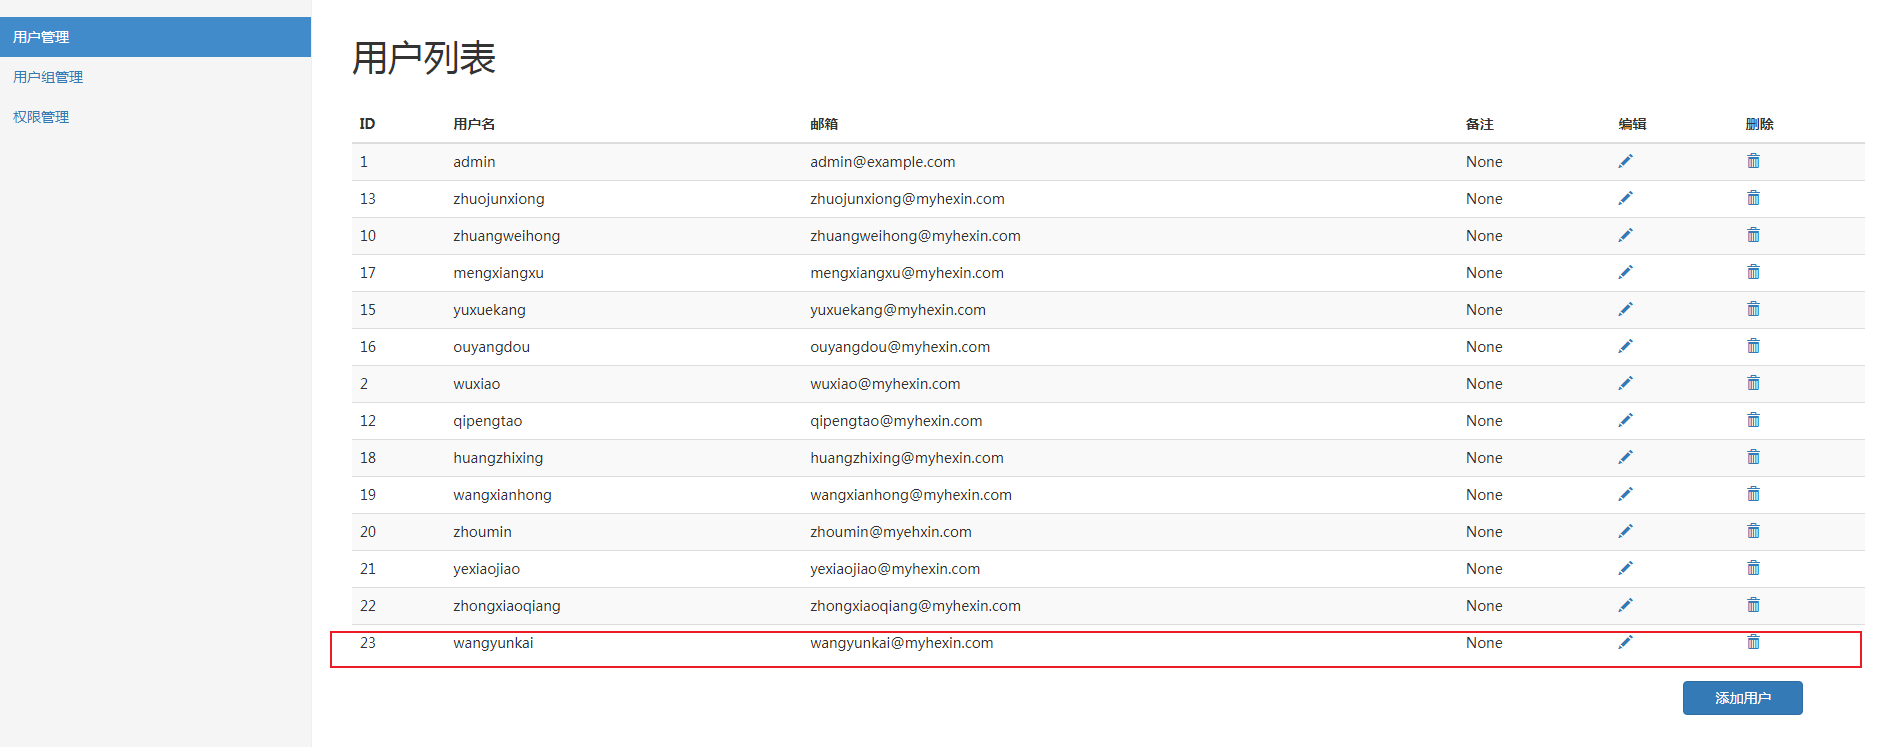 用户管理
用户组管理
权限管理
用户列表
ID 用户名 邮箱 备注 编辑 删除
1 admin admin@example.com None
13 zhuojunxiong zhuojunxiong@myhexin.com None
10 zhuangweihong zhuangweihong@myhexin.com None
17 mengxiangxu mengxiangxu@myhexin.com None
15 yuxuekang yuxuekang@myhexin.com None
16 ouyangdou ouyangdou@myhexin.com None
2 wuxiao wuxiao@myhexin.com None
12 qipengtao qipengtao@myhexin.com None
18 huangzhixing huangzhixing@myhexin.com None
19 wangxianhong wangxianhong@myhexin.com None
20 zhoumin zhoumin@myehxin.com None
21 yexiaojiao yexiaojiao@myhexin.com None
22 zhongxiaoqiang zhongxiaoqiang@myhexin.com None
23 wangyunkai wangyunkai@myhexin.com None
添加用户